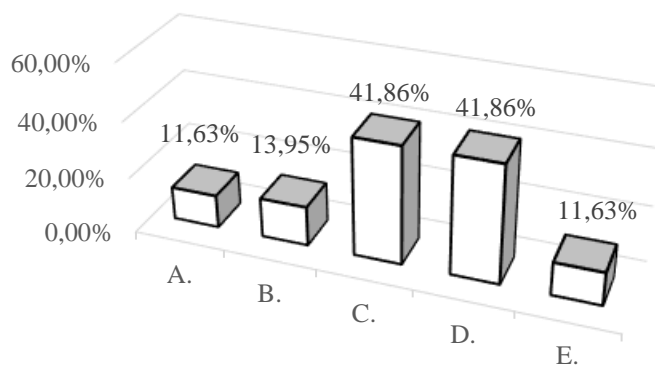 60,00%
40,00%
20,00%
0,00%
11,63%
13,95%
41,86%
41,86%
11,63%
A.
B.
C.
D.
E.